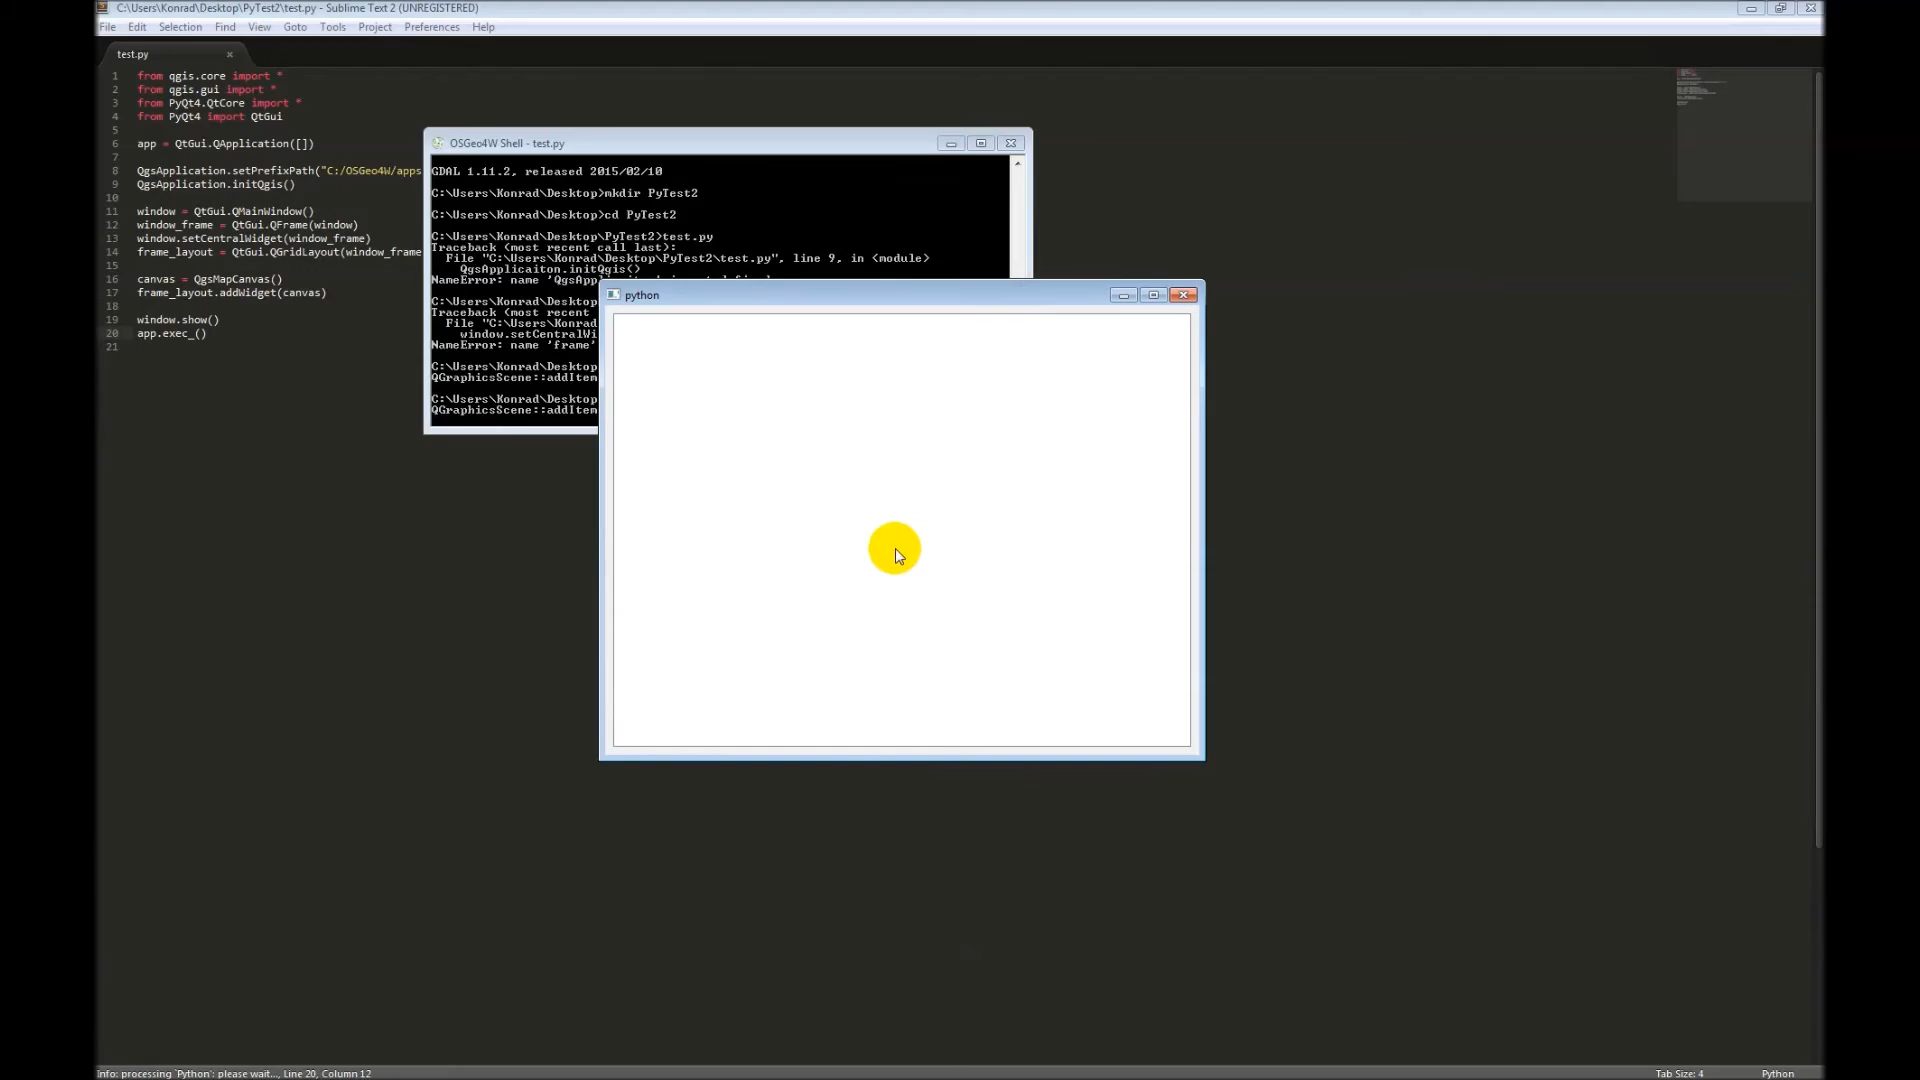 C:\Users\Konrad\Desktop\PyTest2\test.py - Sublime Text 2 (UNREGISTERED)
File Edit Selection Find View Goto Tools Project Preferences Help
test.py
1 from qgis.core import *
2 from qgis.gui import *
3 from PyQt4.QtCore import *
4 from PyQt4 import QtGui
5
6 app = QtGui.QApplication([])
7
8 QgsApplication.setPrefixPath("C:/OSGeo4W/apps
9 QgsApplication.initQgis()
10
11 window = QtGui.QMainWindow()
12 window_frame = QtGui.QFrame(window)
13 window.setCentralWidget(window_frame)
14 frame_layout = QtGui.QGridLayout(window_frame
15
16 canvas = QgsMapCanvas()
17 frame_layout.addWidget(canvas)
18
19 window.show()
20 app.exec_()
21
OSGeo4W Shell - test.py
GDAL 1.11.2, released 2015/02/10
C:\Users\Konrad\Desktop>mkdir PyTest2
C:\Users\Konrad\Desktop>cd PyTest2
C:\Users\Konrad\Desktop\PyTest2>test.py
Traceback (most recent call last):
File "C:\Users\Konrad\Desktop\PyTest2\test.py", line 9, in <module>
QgsApplicaiton.initQgis()
NameError: name 'QgsApp
C:\Users\Konrad\Desktop
Traceback (most recent
File "C:\Users\Konrad
window.setCentralWi
NameError: name 'frame'
C:\Users\Konrad\Desktop
QGraphicsScene::addItem
C:\Users\Konrad\Desktop
QGraphicsScene::addItem
python
Info: processing `Python': please wait..., Line 20, Column 12
Tab Size: 4
Python